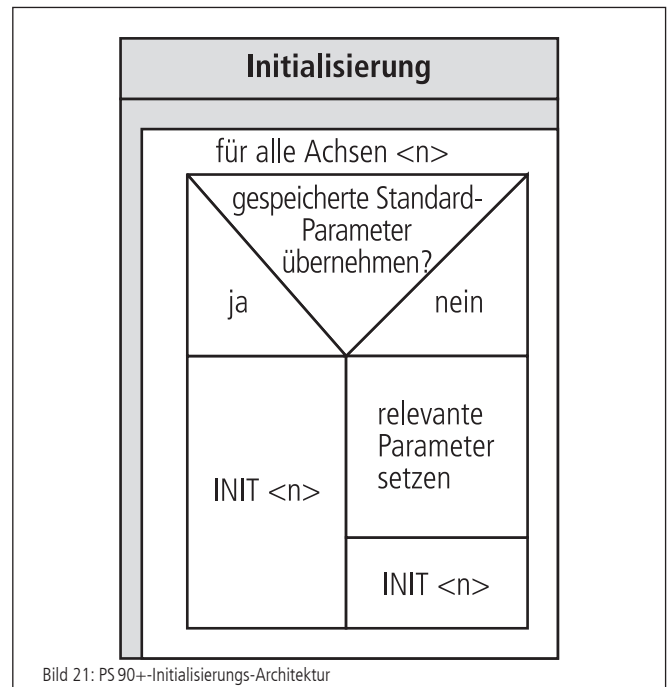 Initialisierung
für alle Achsen <n>
gespeicherte Standard-
Parameter
übernehmen?
ja
nein
INIT <n>
relevante
Parameter
setzen
INIT <n>
Bild 21: PS 90+-Initialisierungs-Architektur